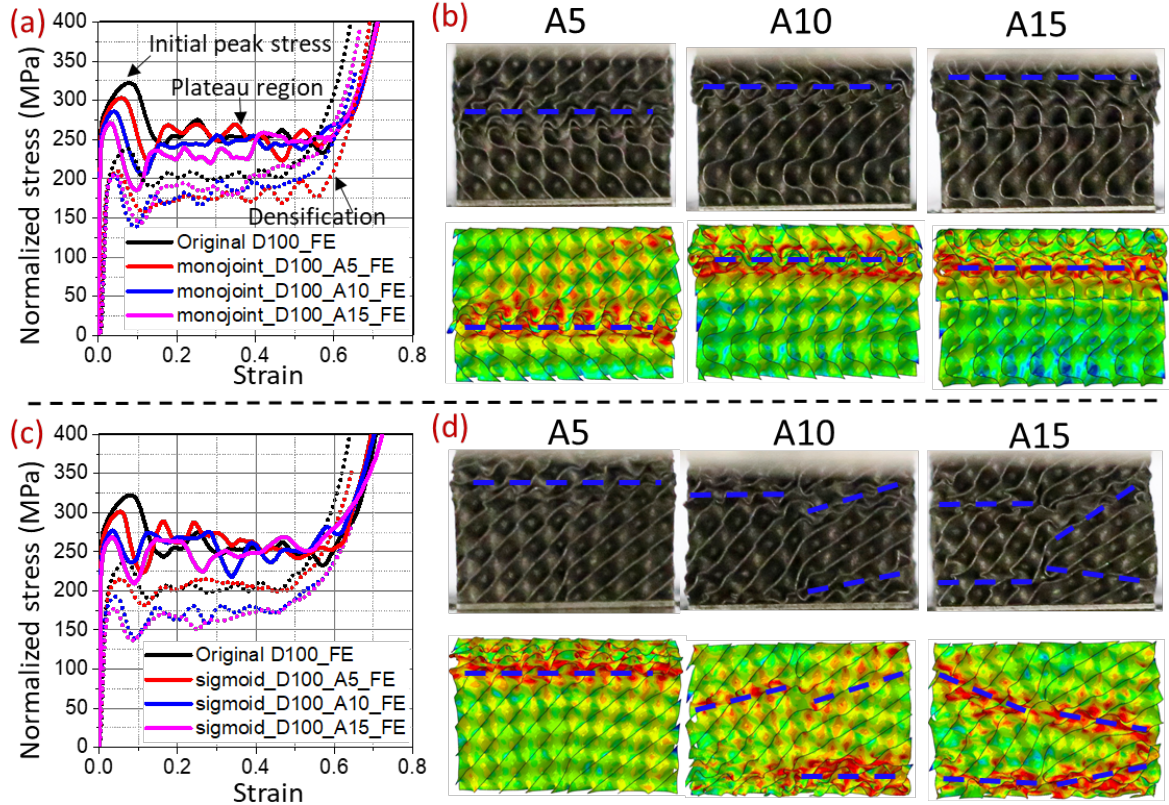 (a)
Normalized stress (MPa)
400
350
300
250
200
150
100
50
0
Initial peak stress
Plateau region
Densification
Original D100_FE
monojoint_D100_A5_FE
monojoint_D100_A10_FE
monojoint_D100_A15_FE
0.0 0.2 0.4 0.6 0.8
Strain
(b)
A5 A10 A15
(c)
Normalized stress (MPa)
400
350
300
250
200
150
100
50
0
Original D100_FE
sigmoid_D100_A5_FE
sigmoid_D100_A10_FE
sigmoid_D100_A15_FE
0.0 0.2 0.4 0.6 0.8
Strain
(d)
A5 A10 A15